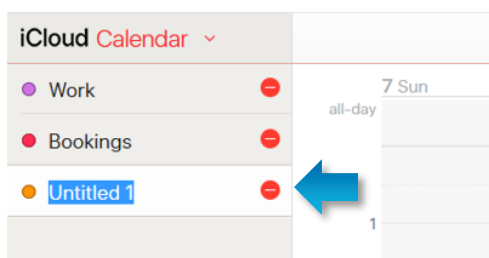 iCloud Calendar
Work
Bookings
Untitled 1
7 Sun
all-day
1